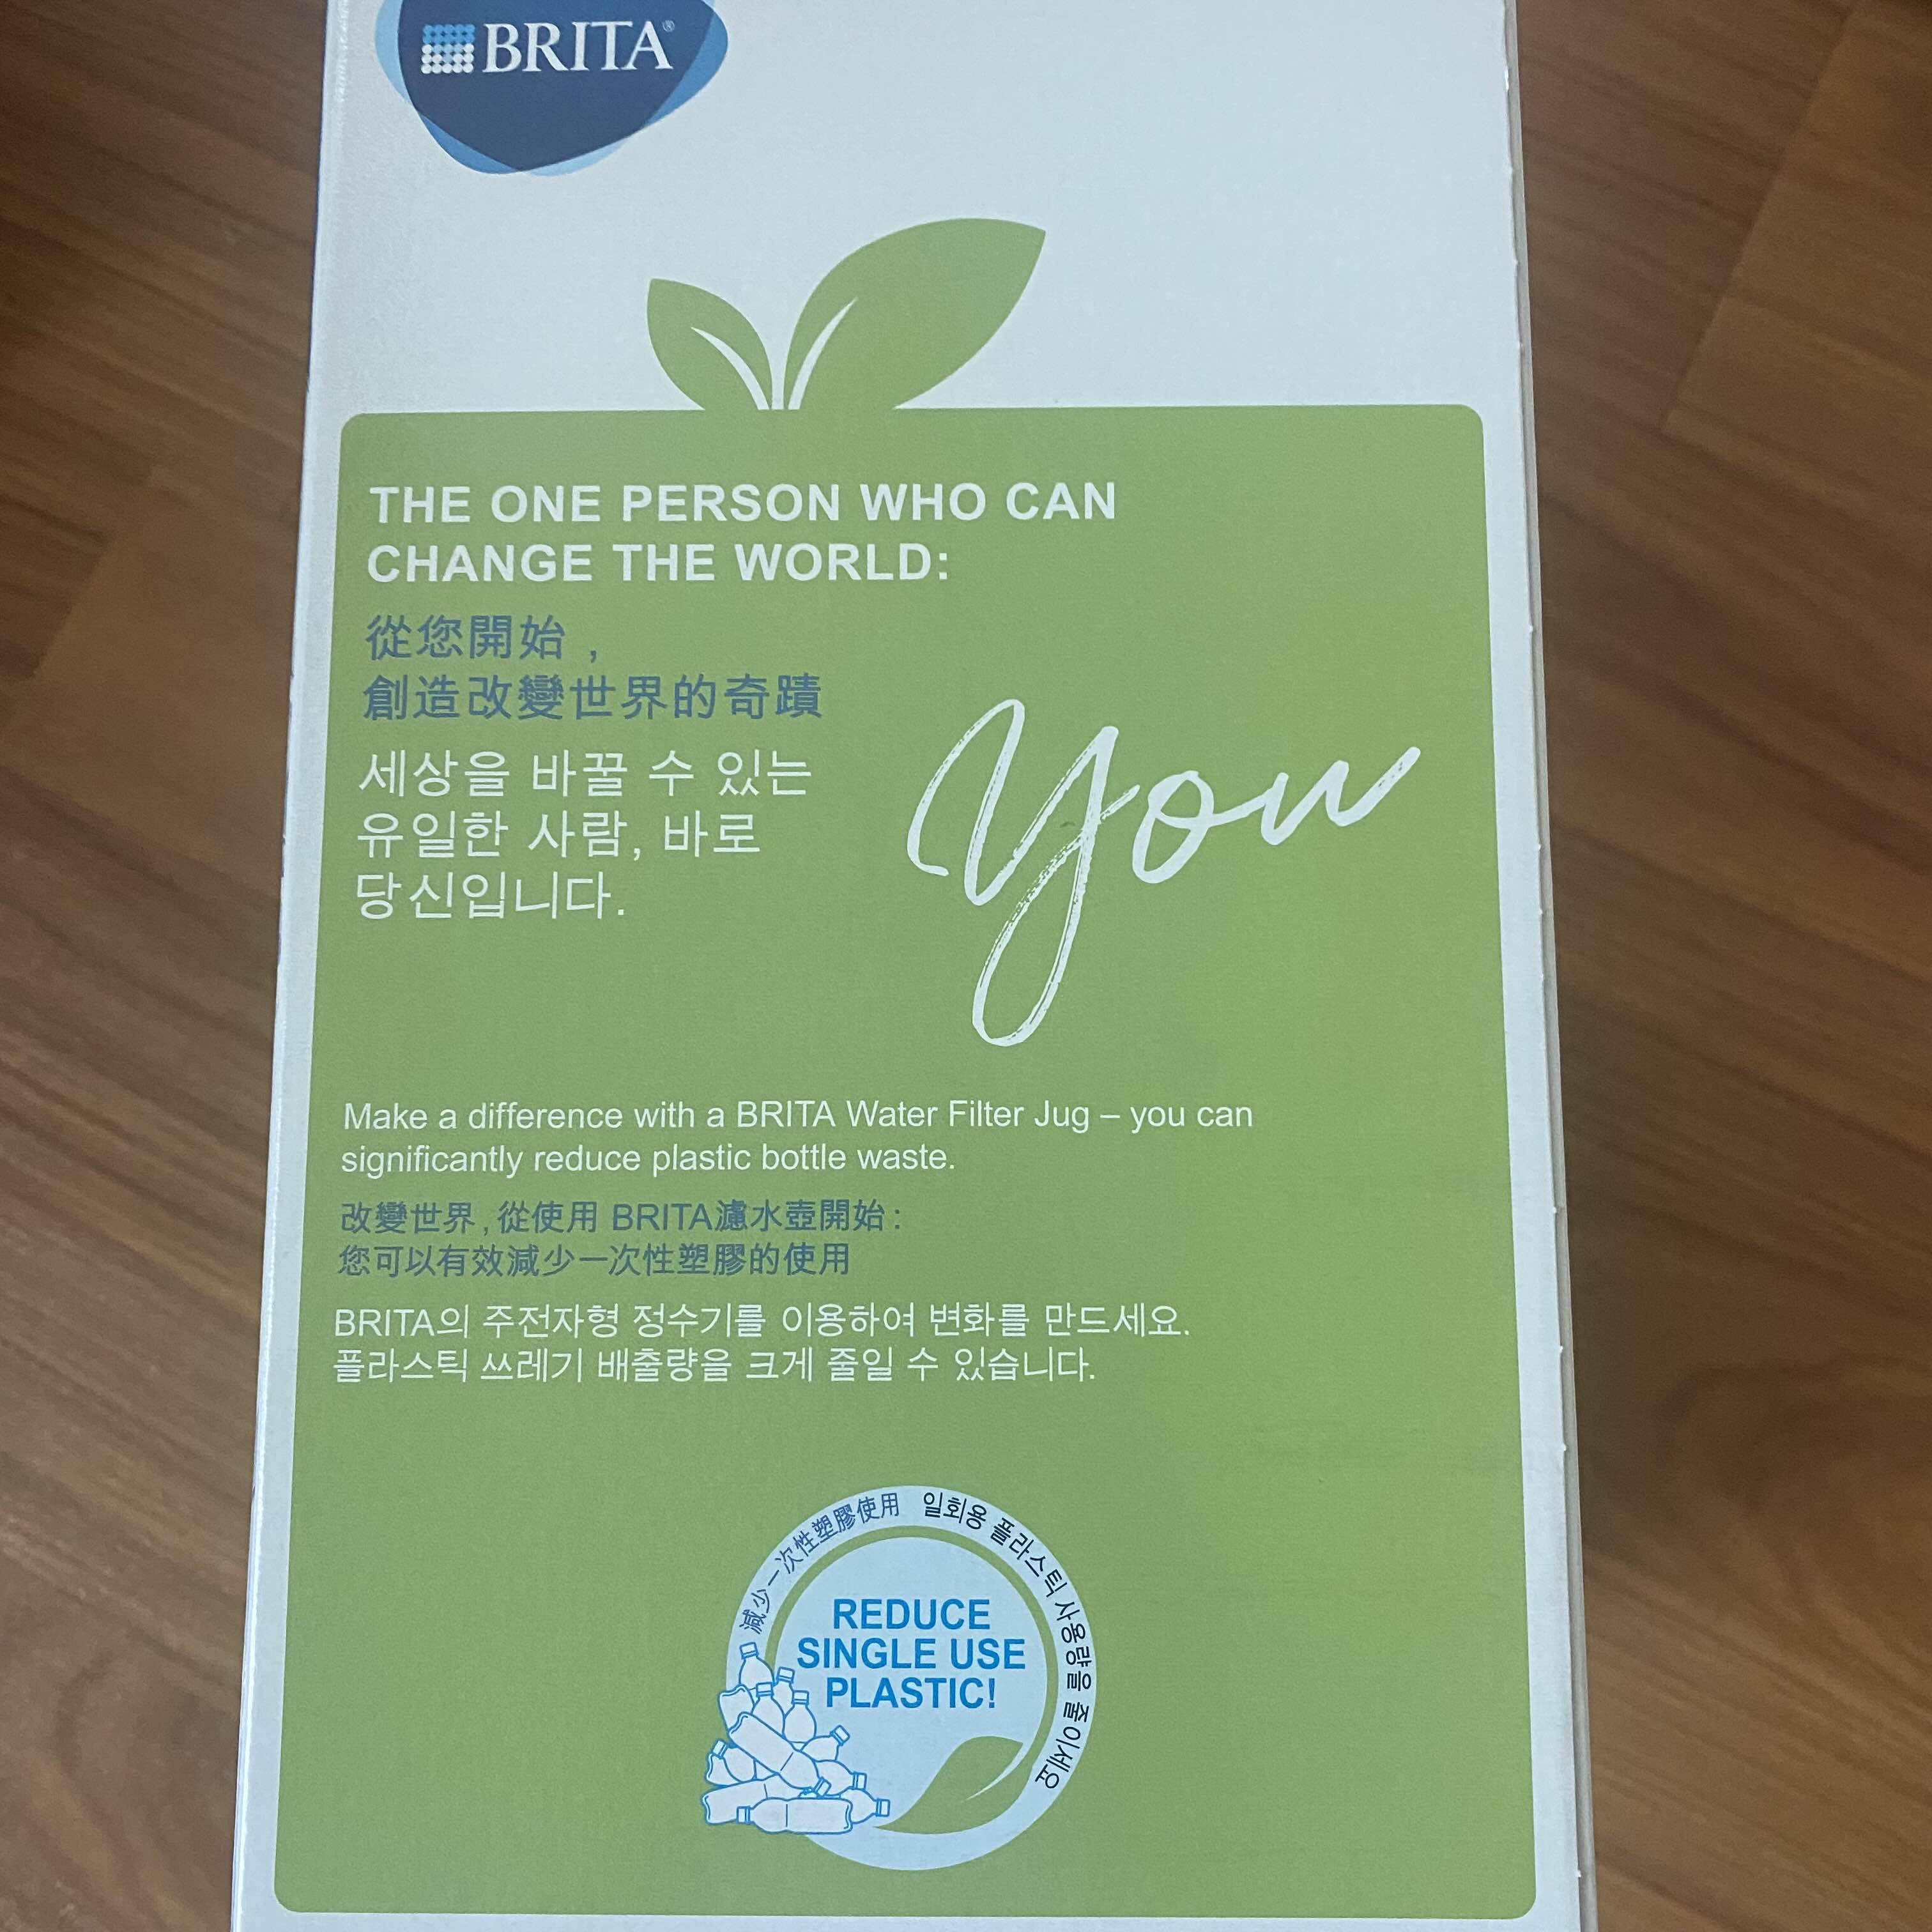 BRITA®
THE ONE PERSON WHO CAN
CHANGE THE WORLD:
從您開始，
創造改變世界的奇蹟
세상을 바꿀 수 있는
유일한 사람, 바로
당신입니다.
you
Make a difference with a BRITA Water Filter Jug – you can
significantly reduce plastic bottle waste.
改變世界，從使用 BRITA濾水壺開始：
您可以有效減少一次性塑膠的使用
BRITA의 주전자형 정수기를 이용하여 변화를 만드세요.
플라스틱 쓰레기 배출량을 크게 줄일 수 있습니다.
減少一次性塑膠使用
일회용 플라스틱 사용량을 줄이세요
REDUCE
SINGLE USE
PLASTIC!